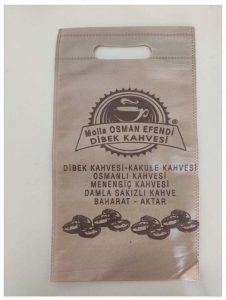 Molla OSMAN EFENDİ
®
DİBEK KAHVESİ
DİBEK KAHVESİ-KAKULE KAHVESİ
OSMANLI KAHVESİ
MENENGİÇ KAHVESİ
DAMLA SAKIZLI KAHVE
BAHARAT - AKTAR